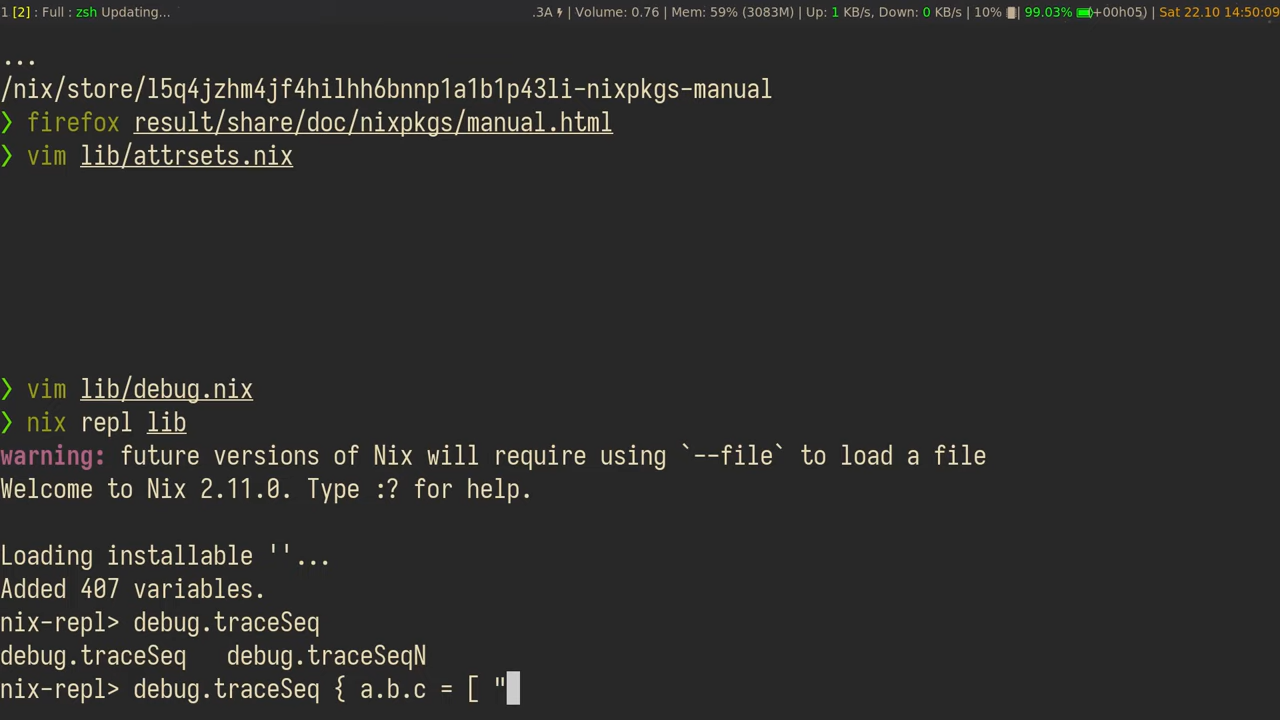 1 [2] : Full : zsh Updating... .3A | Volume: 0.76 | Mem: 59% (3083M) | Up: 1 KB/s, Down: 0 KB/s | 10% | 99.03% +00h05 | Sat 22.10 14:50:09
...
/nix/store/l5q4jzhm4jf4hilhh6bnnp1a1b1p43li-nixpkgs-manual
❯ firefox result/share/doc/nixpkgs/manual.html
❯ vim lib/attrsets.nix
❯ vim lib/debug.nix
❯ nix repl lib
warning: future versions of Nix will require using `--file` to load a file
Welcome to Nix 2.11.0. Type :? for help.
Loading installable ''...
Added 407 variables.
nix-repl> debug.traceSeq
debug.traceSeq debug.traceSeqN
nix-repl> debug.traceSeq { a.b.c = [ "